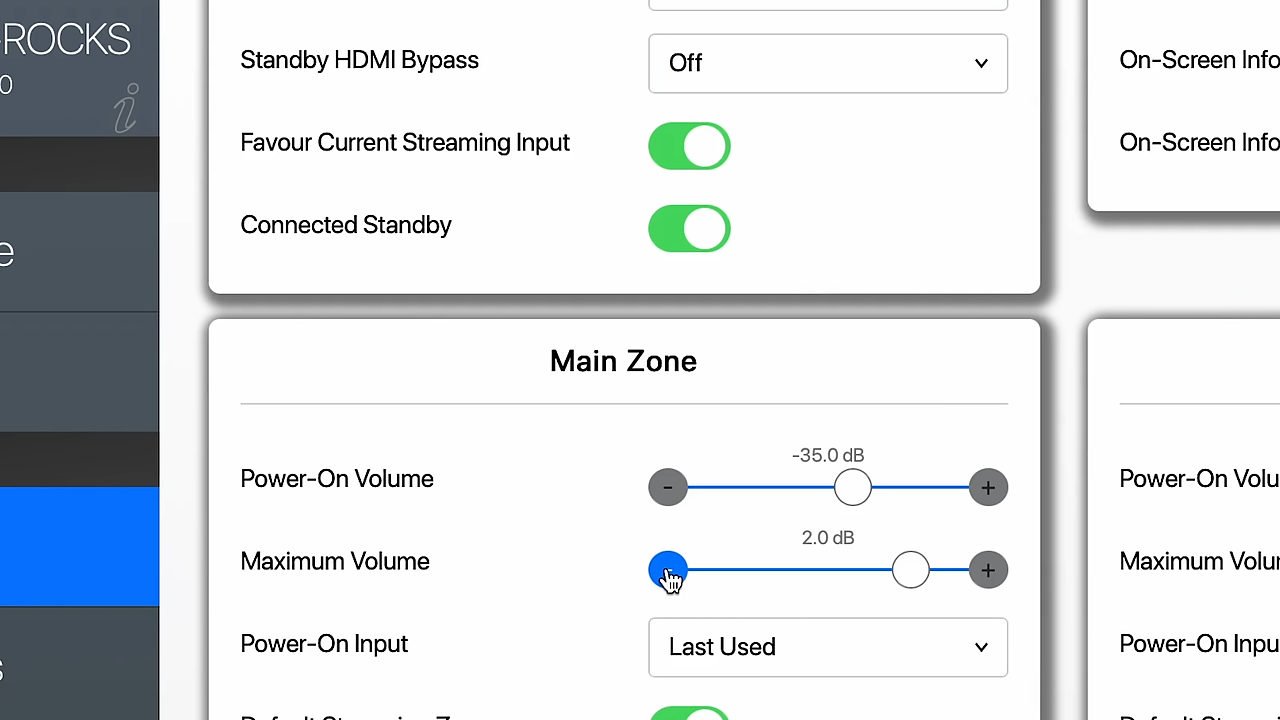 -ROCKS
0
Standby HDMI Bypass
Off
Favour Current Streaming Input
Connected Standby
On-Screen Info
On-Screen Info
e
Main Zone
Power-On Volume
- -35.0 dB +
Maximum Volume
2.0 dB +
Power-On Input
Last Used
Power-On Volu
Maximum Volum
Power-On Inpu
s